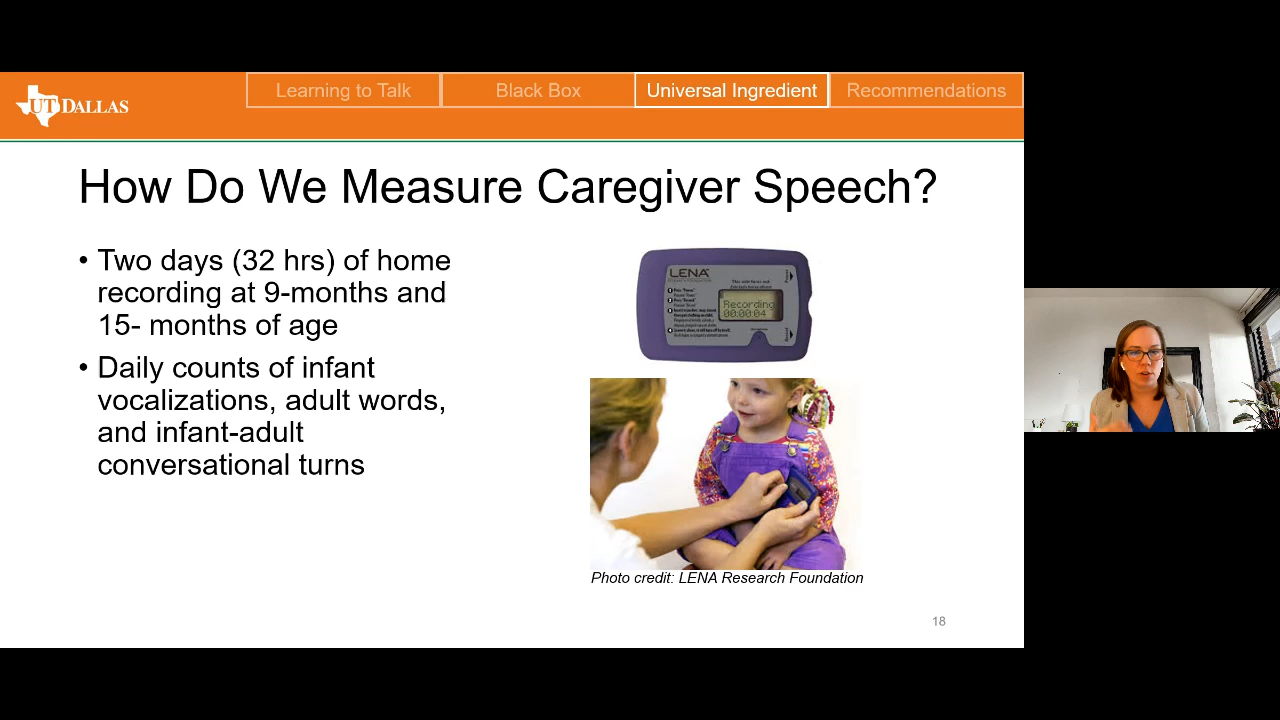 UT DALLAS
Learning to Talk
Black Box
Universal Ingredient
Recommendations
How Do We Measure Caregiver Speech?
• Two days (32 hrs) of home
recording at 9-months and
15- months of age
• Daily counts of infant
vocalizations, adult words,
and infant-adult
conversational turns
LENA
Recording
00:00:04
Photo credit: LENA Research Foundation
18